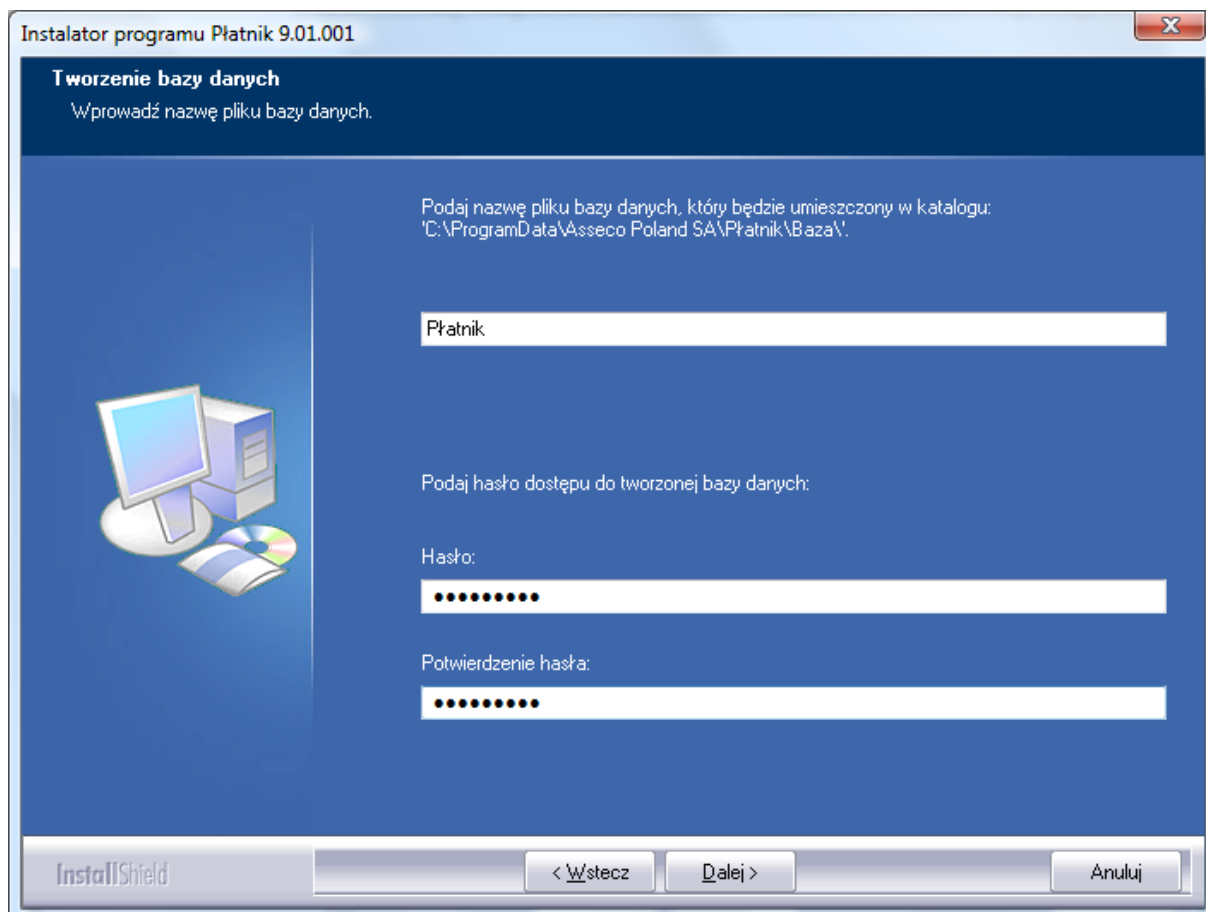 Instalator programu Płatnik 9.01.001
Tworzenie bazy danych
Wprowadź nazwę pliku bazy danych.
Podaj nazwę pliku bazy danych, który będzie umieszczony w katalogu:
'C:\ProgramData\Asseco Poland SA\Płatnik\Baza\'.
Płatnik
Podaj hasło dostępu do tworzonej bazy danych:
Hasło:
●●●●●●●●●
Potwierdzenie hasła:
●●●●●●●●●
InstallShield
< Wstecz
Dalej >
Anuluj